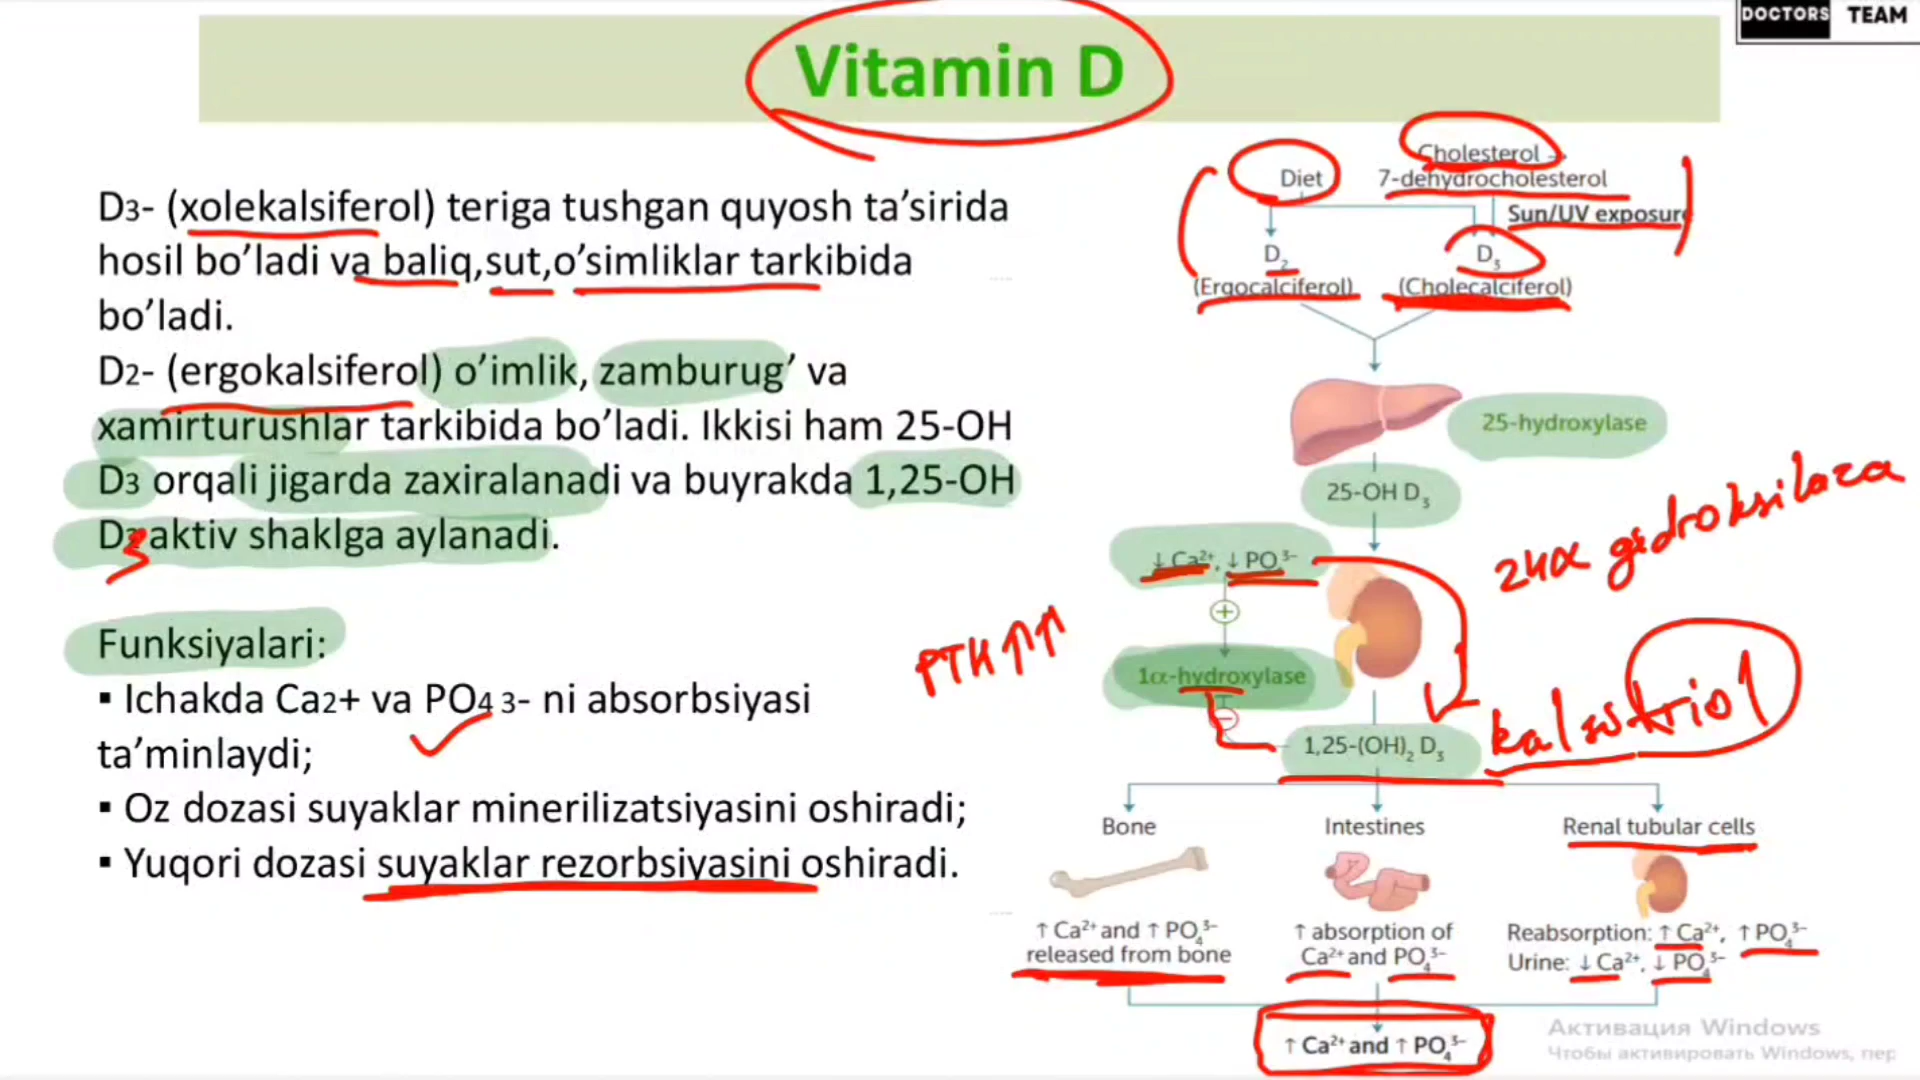 DOCTORS TEAM
Vitamin D
D3- (xolekalsiferol) teriga tushgan quyosh ta’sirida
hosil bo’ladi va baliq,sut,o’simliklar tarkibida
bo’ladi.
D2- (ergokalsiferol) o’imlik, zamburug’ va
xamirturushlar tarkibida bo’ladi. Ikkisi ham 25-OH
D3 orqali jigarda zaxiralanadi va buyrakda 1,25-OH
D3 aktiv shaklga aylanadi.
Funksiyalari:
▪ Ichakda Ca2+ va PO4 3- ni absorbsiyasi
ta’minlaydi;
▪ Oz dozasi suyaklar minerilizatsiyasini oshiradi;
▪ Yuqori dozasi suyaklar rezorbsiyasini oshiradi.
Cholesterol →
Diet
7-dehydrocholesterol
Sun/UV exposure
D₂
D₃
(Ergocalciferol)
(Cholecalciferol)
25-hydroxylase
25-OH D₃
24α gedroksilaza
↓ Ca²⁺, ↓ PO₄³⁻
+
PTH ↑↑
1α-hydroxylase
−
1,25-(OH)₂ D₃
Bone
Intestines
Renal tubular cells
↑ Ca²⁺ and ↑ PO₄³⁻
released from bone
↑ absorption of
Ca²⁺ and PO₄³⁻
Reabsorption: ↑ Ca²⁺, ↑ PO₄³⁻
Urine: ↓ Ca²⁺, ↓ PO₄³⁻
↑ Ca²⁺ and ↑ PO₄³⁻
Активация Windows
Чтобы активировать Windows, пер